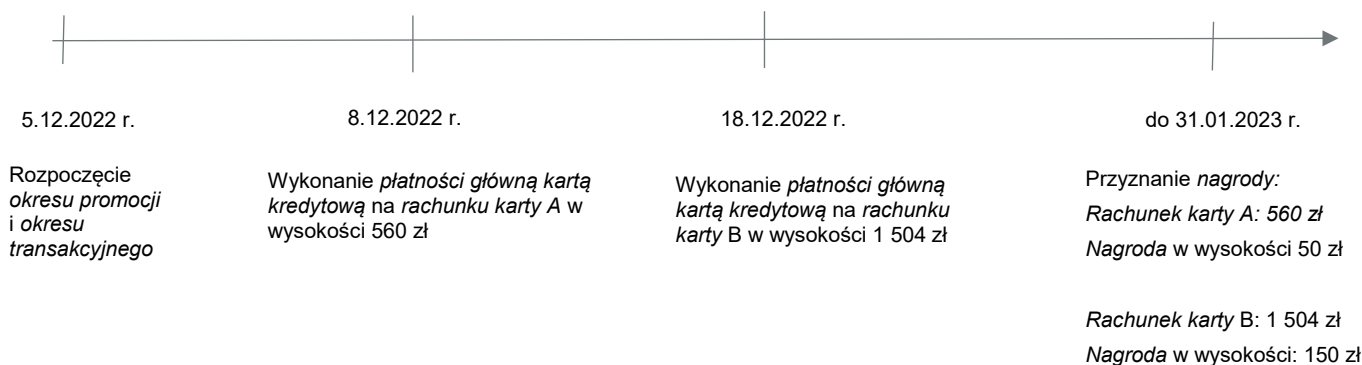 5.12.2022 r.
Rozpoczęcie
okresu promocji
i okresu
transakcyjnego
8.12.2022 r.
Wykonanie płatności główną kartą
kredytową na rachunku karty A w
wysokości 560 zł
18.12.2022 r.
Wykonanie płatności główną
kartą kredytową na rachunku
karty B w wysokości 1 504 zł
do 31.01.2023 r.
Przyznanie nagrody:
Rachunek karty A: 560 zł
Nagroda w wysokości 50 zł
Rachunek karty B: 1 504 zł
Nagroda w wysokości: 150 zł